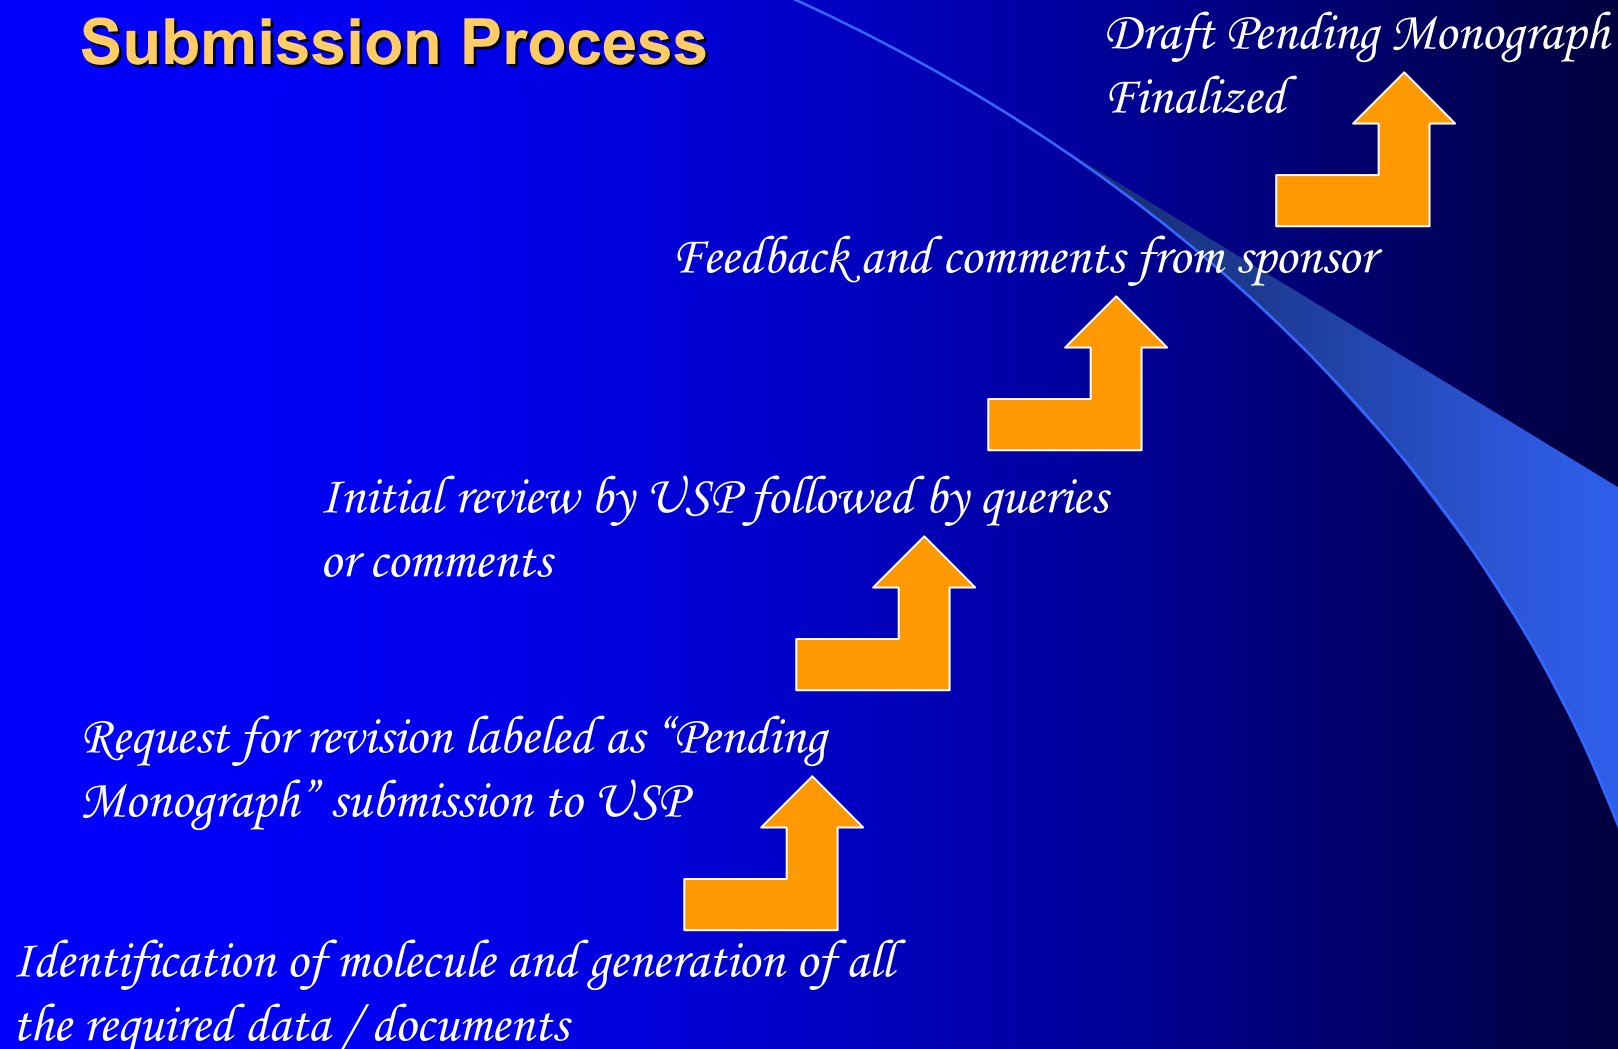 Submission Process
Draft Pending Monograph
Finalized
Feedback and comments from sponsor
Initial review by USP followed by queries
or comments
Request for revision labeled as “Pending
Monograph” submission to USP
Identification of molecule and generation of all
the required data / documents